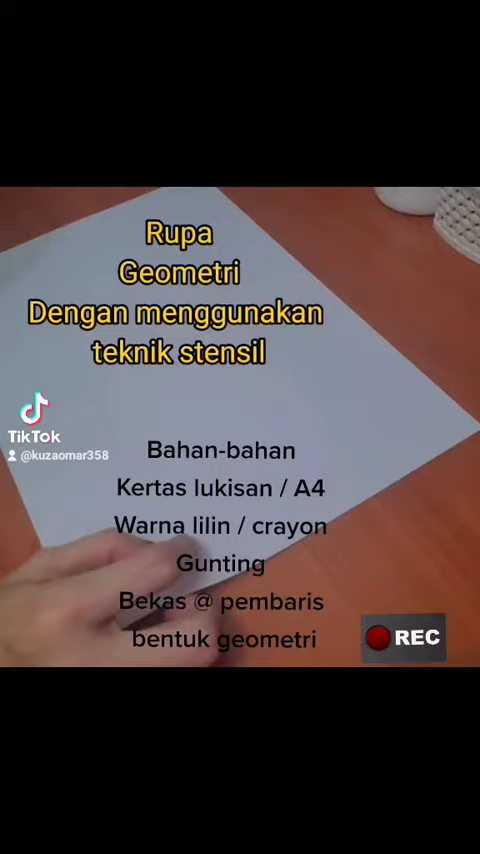 Rupa
Geometri
Dengan menggunakan
teknik stensil
TikTok
@kuzaomar358
Bahan-bahan
Kertas lukisan / A4
Warna lilin / crayon
Gunting
Bekas @ pembaris
bentuk geometri
REC